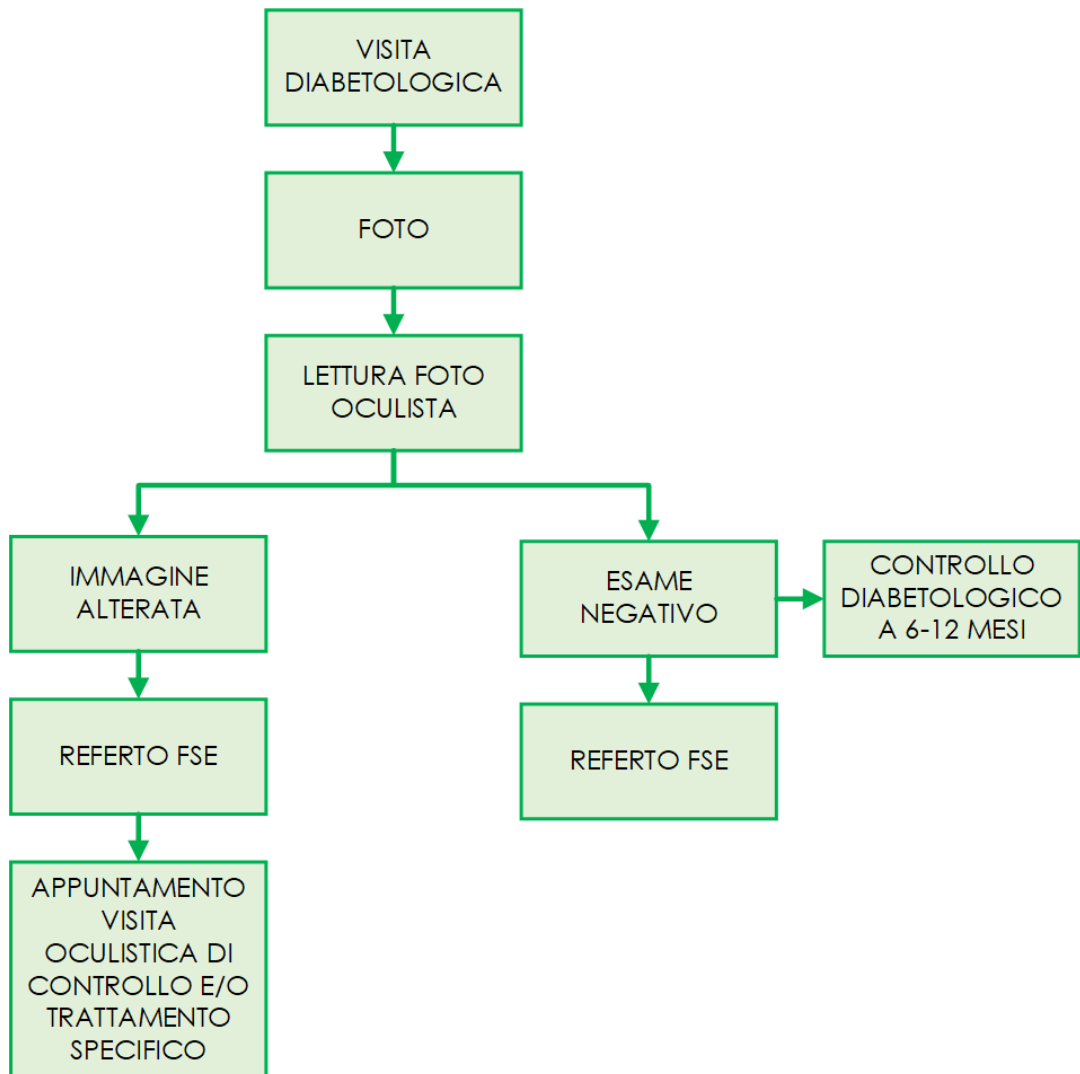 VISITA
DIABETOLOGICA
FOTO
LETTURA FOTO
OCULISTA
IMMAGINE
ALTERATA
ESAME
NEGATIVO
CONTROLLO
DIABETOLOGICO
A 6-12 MESI
REFERTO FSE
REFERTO FSE
APPUNTAMENTO
VISITA
OCULISTICA DI
CONTROLLO E/O
TRATTAMENTO
SPECIFICO